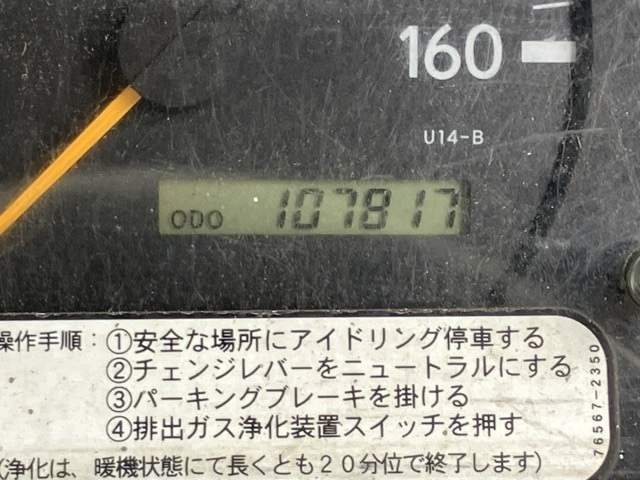 160
U14-B
ODO 107817
操作手順：①安全な場所にアイドリング停車する
②チェンジレバーをニュートラルにする
③パーキングブレーキを掛ける
④排出ガス浄化装置スイッチを押す
(浄化は、暖機状態にて長くとも２０分位で終了します)
76567-2350